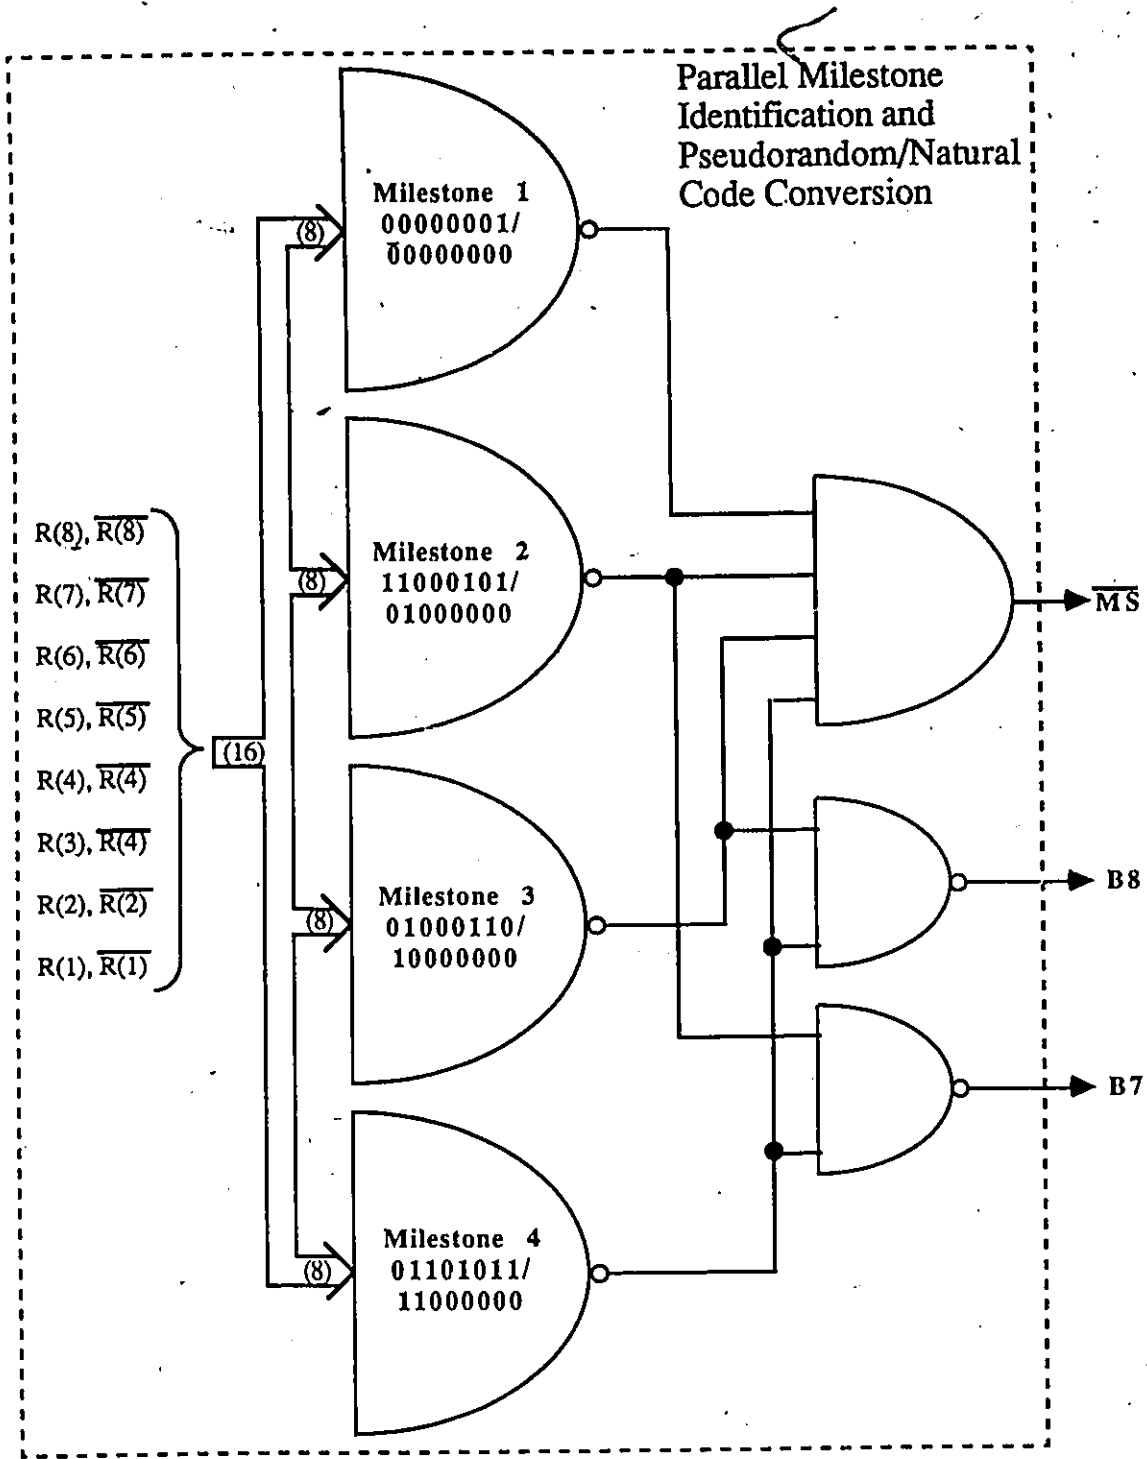 Parallel Milestone
Identification and
Pseudorandom/Natural
Code Conversion
Milestone 1
00000001/
00000000
(8)
Milestone 2
11000101/
01000000
(8)
R(8), R̅(̅8̅)̅
R(7), R̅(̅7̅)̅
R(6), R̅(̅6̅)̅
R(5), R̅(̅5̅)̅
R(4), R̅(̅4̅)̅
R(3), R̅(̅4̅)̅
R(2), R̅(̅2̅)̅
R(1), R̅(̅1̅)̅
(16)
M̅S̅
Milestone 3
01000110/
10000000
(8)
B8
B7
Milestone 4
01101011/
11000000
(8)